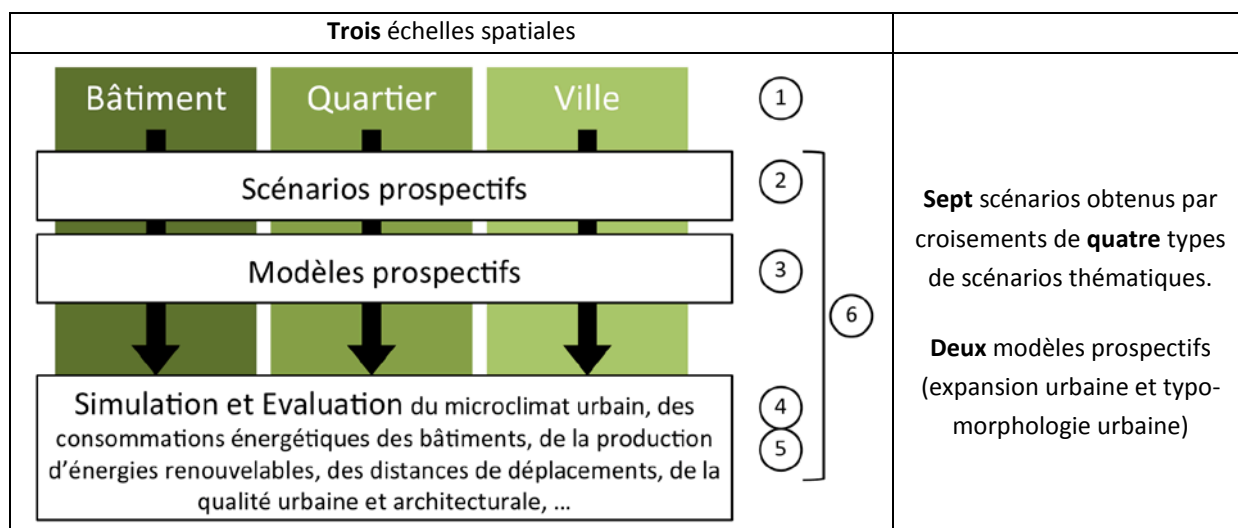 Trois échelles spatiales
Bâtiment
Quartier
Ville
1
Scénarios prospectifs
2
Modèles prospectifs
3
6
Simulation et Evaluation du microclimat urbain, des
consommations énergétiques des bâtiments, de la production
d'énergies renouvelables, des distances de déplacements, de la
qualité urbaine et architecturale, ...
4
5
Sept scénarios obtenus par
croisements de quatre types
de scénarios thématiques.
Deux modèles prospectifs
(expansion urbaine et typo-
morphologie urbaine)